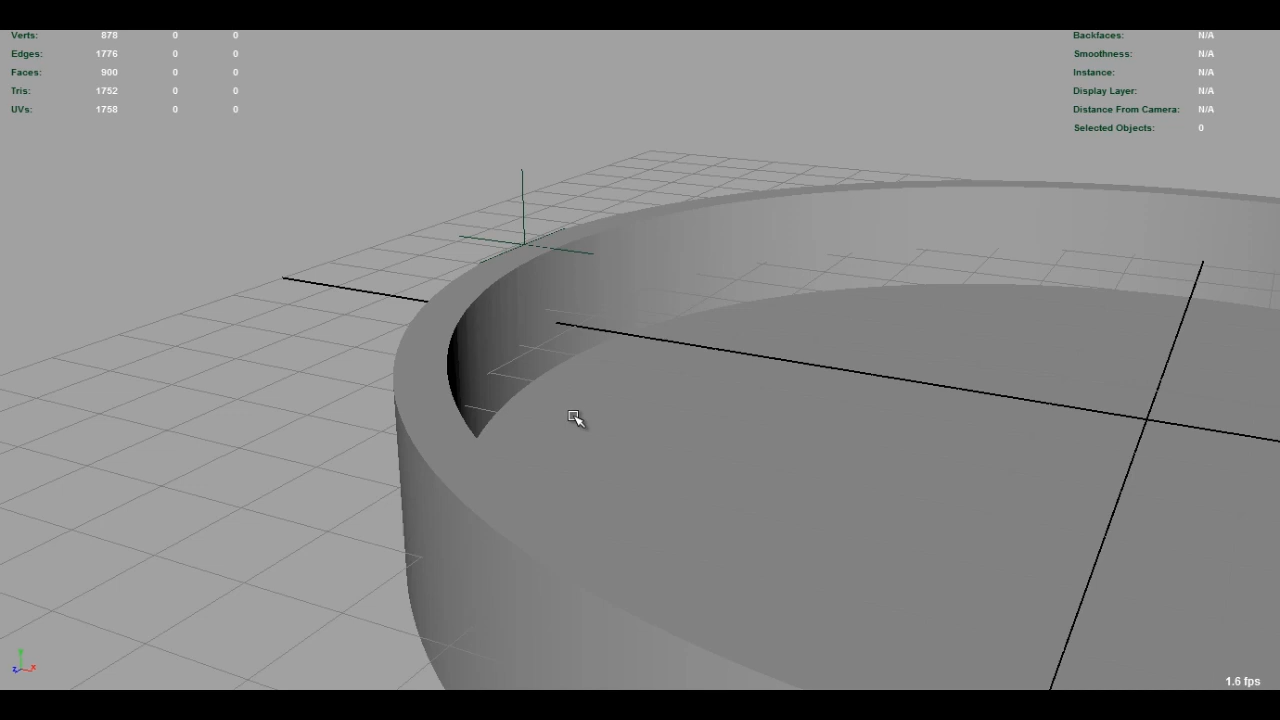 Verts: 878 0 0
Edges: 1776 0 0
Faces: 900 0 0
Tris: 1752 0 0
UVs: 1758 0 0
Backfaces: N/A
Smoothness: N/A
Instance: N/A
Display Layer: N/A
Distance From Camera: N/A
Selected Objects: 0
y
z x
1.6 fps